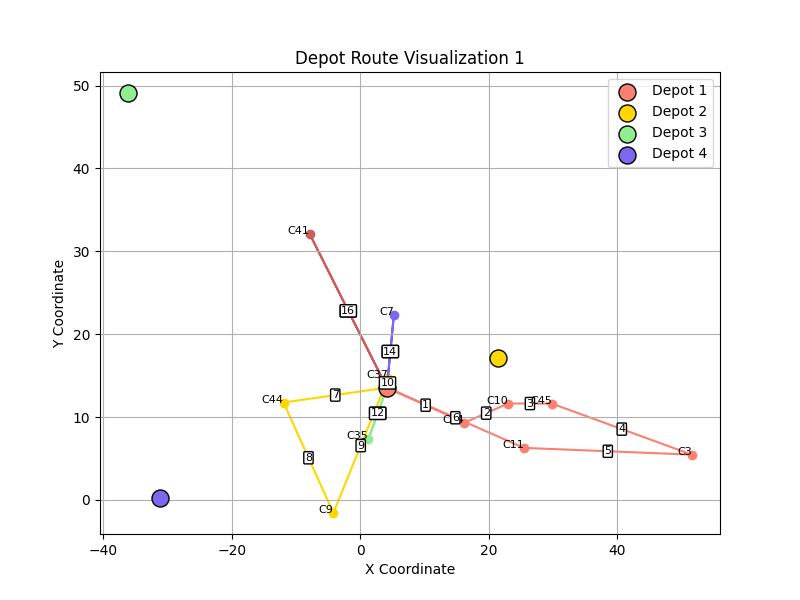 Depot Route Visualization 1
Depot 1
Depot 2
Depot 3
Depot 4
Y Coordinate
50
40
30
20
10
0
C41
16
C7
14
C37
10
C44
7
12
1
6
2
C10
3
C45
4
C35
9
8
C11
5
C3
C9
−40
−20
0
20
40
X Coordinate